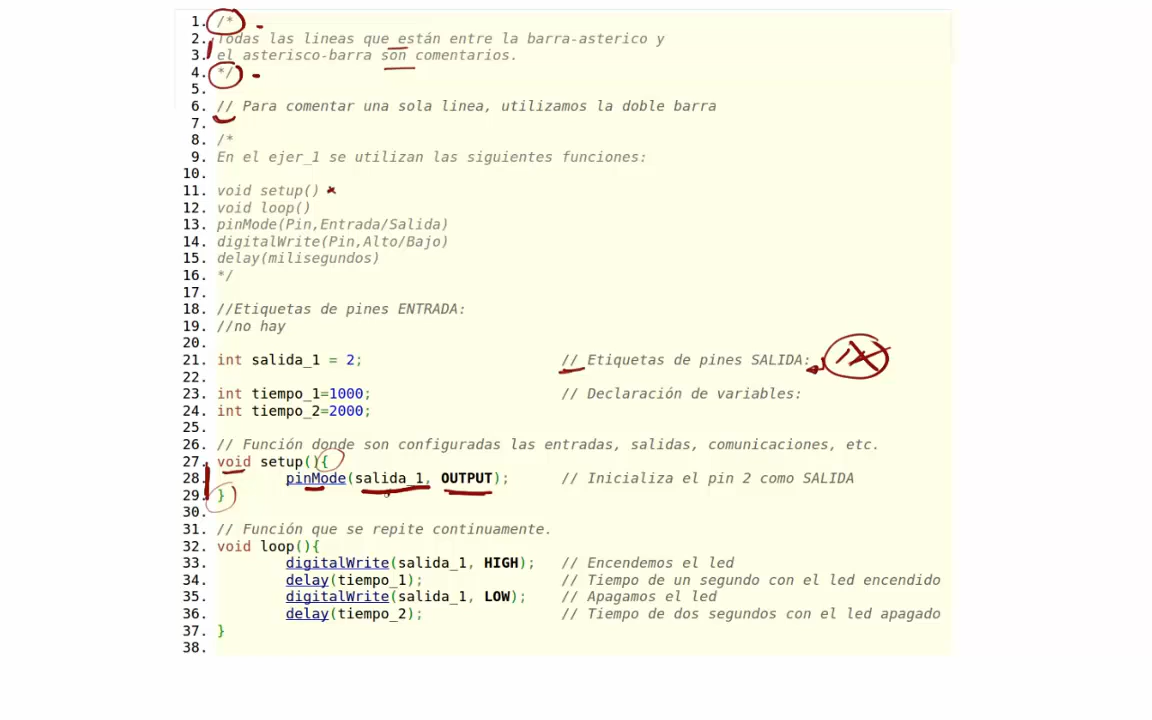 1. /*
2. Todas las lineas que están entre la barra-asterico y
3. el asterisco-barra son comentarios.
4. */
5.
6. // Para comentar una sola linea, utilizamos la doble barra
7.
8. /*
9. En el ejer_1 se utilizan las siguientes funciones:
10.
11. void setup()
12. void loop()
13. pinMode(Pin,Entrada/Salida)
14. digitalWrite(Pin,Alto/Bajo)
15. delay(milisegundos)
16. */
17.
18. //Etiquetas de pines ENTRADA:
19. //no hay
20.
21. int salida_1 = 2; // Etiquetas de pines SALIDA:
22.
23. int tiempo_1=1000; // Declaración de variables:
24. int tiempo_2=2000;
25.
26. // Función donde son configuradas las entradas, salidas, comunicaciones, etc.
27. void setup(){
28. pinMode(salida_1, OUTPUT); // Inicializa el pin 2 como SALIDA
29. }
30.
31. // Función que se repite continuamente.
32. void loop(){
33. digitalWrite(salida_1, HIGH); // Encendemos el led
34. delay(tiempo_1); // Tiempo de un segundo con el led encendido
35. digitalWrite(salida_1, LOW); // Apagamos el led
36. delay(tiempo_2); // Tiempo de dos segundos con el led apagado
37. }
38.